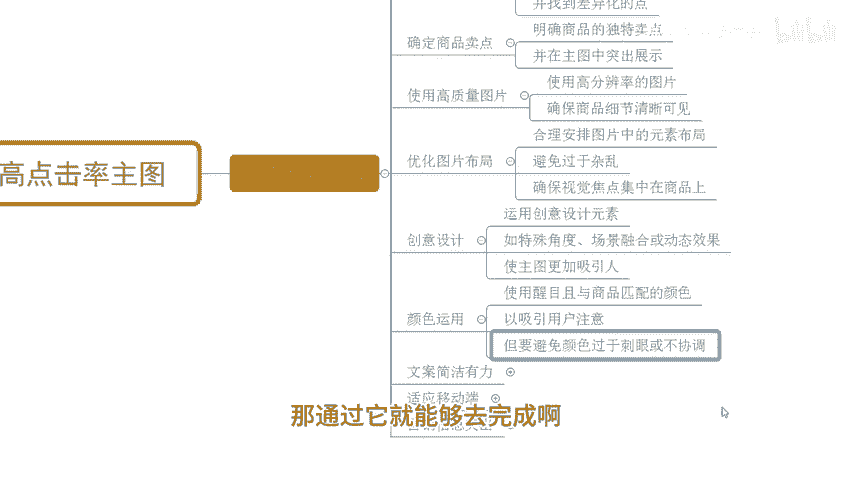 并找到差异化的点
确定商品卖点
明确商品的独特卖点
并在主图中突出展示
使用高质量图片
使用高分辨率的图片
确保商品细节清晰可见
高点击率主图
优化图片布局
合理安排图片中的元素布局
避免过于杂乱
确保视觉焦点集中在商品上
创意设计
运用创意设计元素
如特殊角度、场景融合或动态效果
使主图更加吸引人
颜色运用
使用醒目且与商品匹配的颜色
以吸引用户注意
但要避免颜色过于刺眼或不协调
文案简洁有力
适应移动端
那通过它就能够去完成啊
bilibili